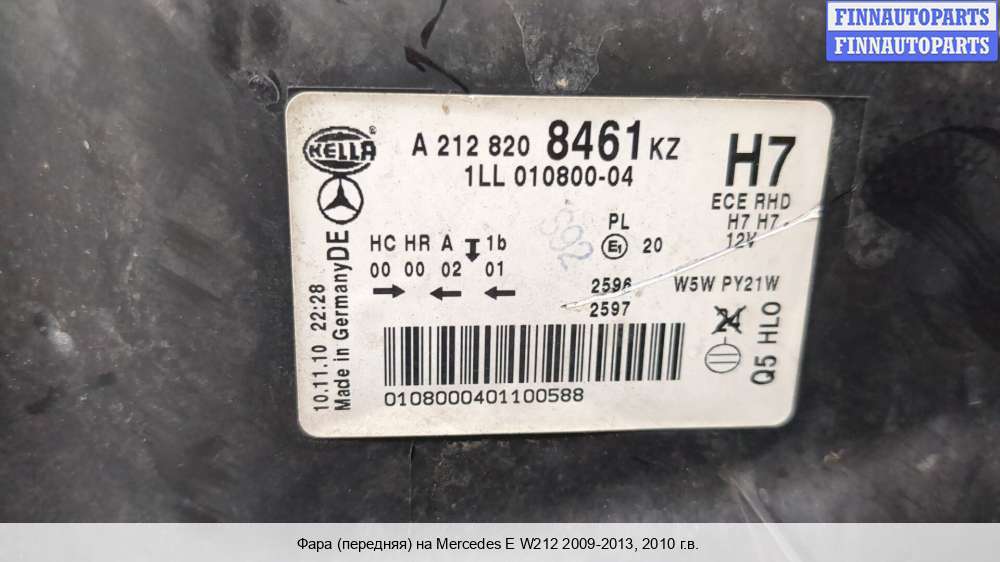 FINNAUTOPARTS
FINNAUTOPARTS
HELLA ®
A 212 820 8461 KZ
1LL 010800-04
H7
ECE RHD
H7 H7
12V
PL
E1 20
HC HR A 1b
00 00 02 01
2596
2597
W5W PY21W
24
Q5 HLO
DE
10.11.10 22:28
Made in Germany
0108000401100588
Фара (передняя) на Mercedes E W212 2009-2013, 2010 г.в.